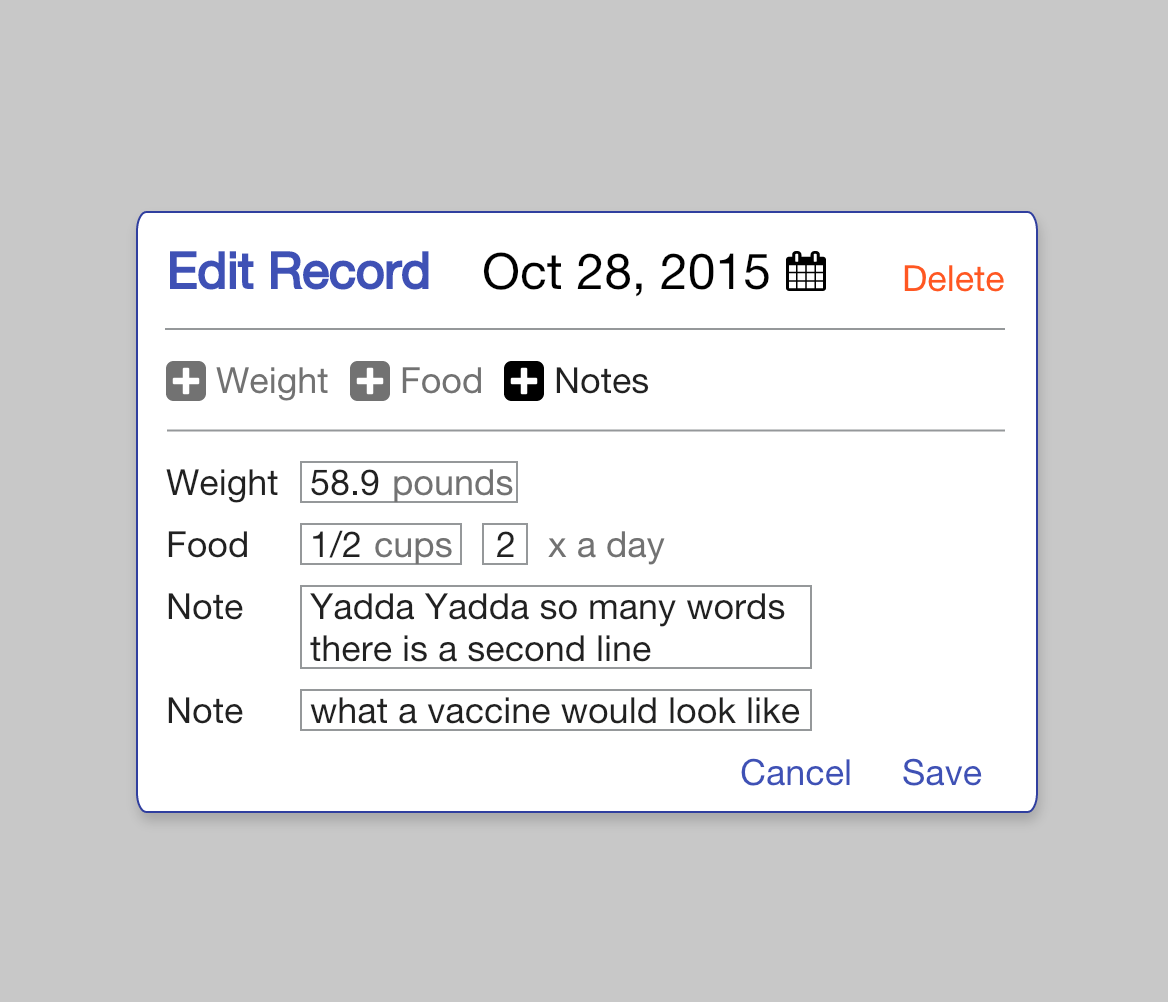 Edit Record Oct 28, 2015 Delete
Weight Food Notes
Weight 58.9 pounds
Food 1/2 cups 2 x a day
Note Yadda Yadda so many words
there is a second line
Note what a vaccine would look like
Cancel Save